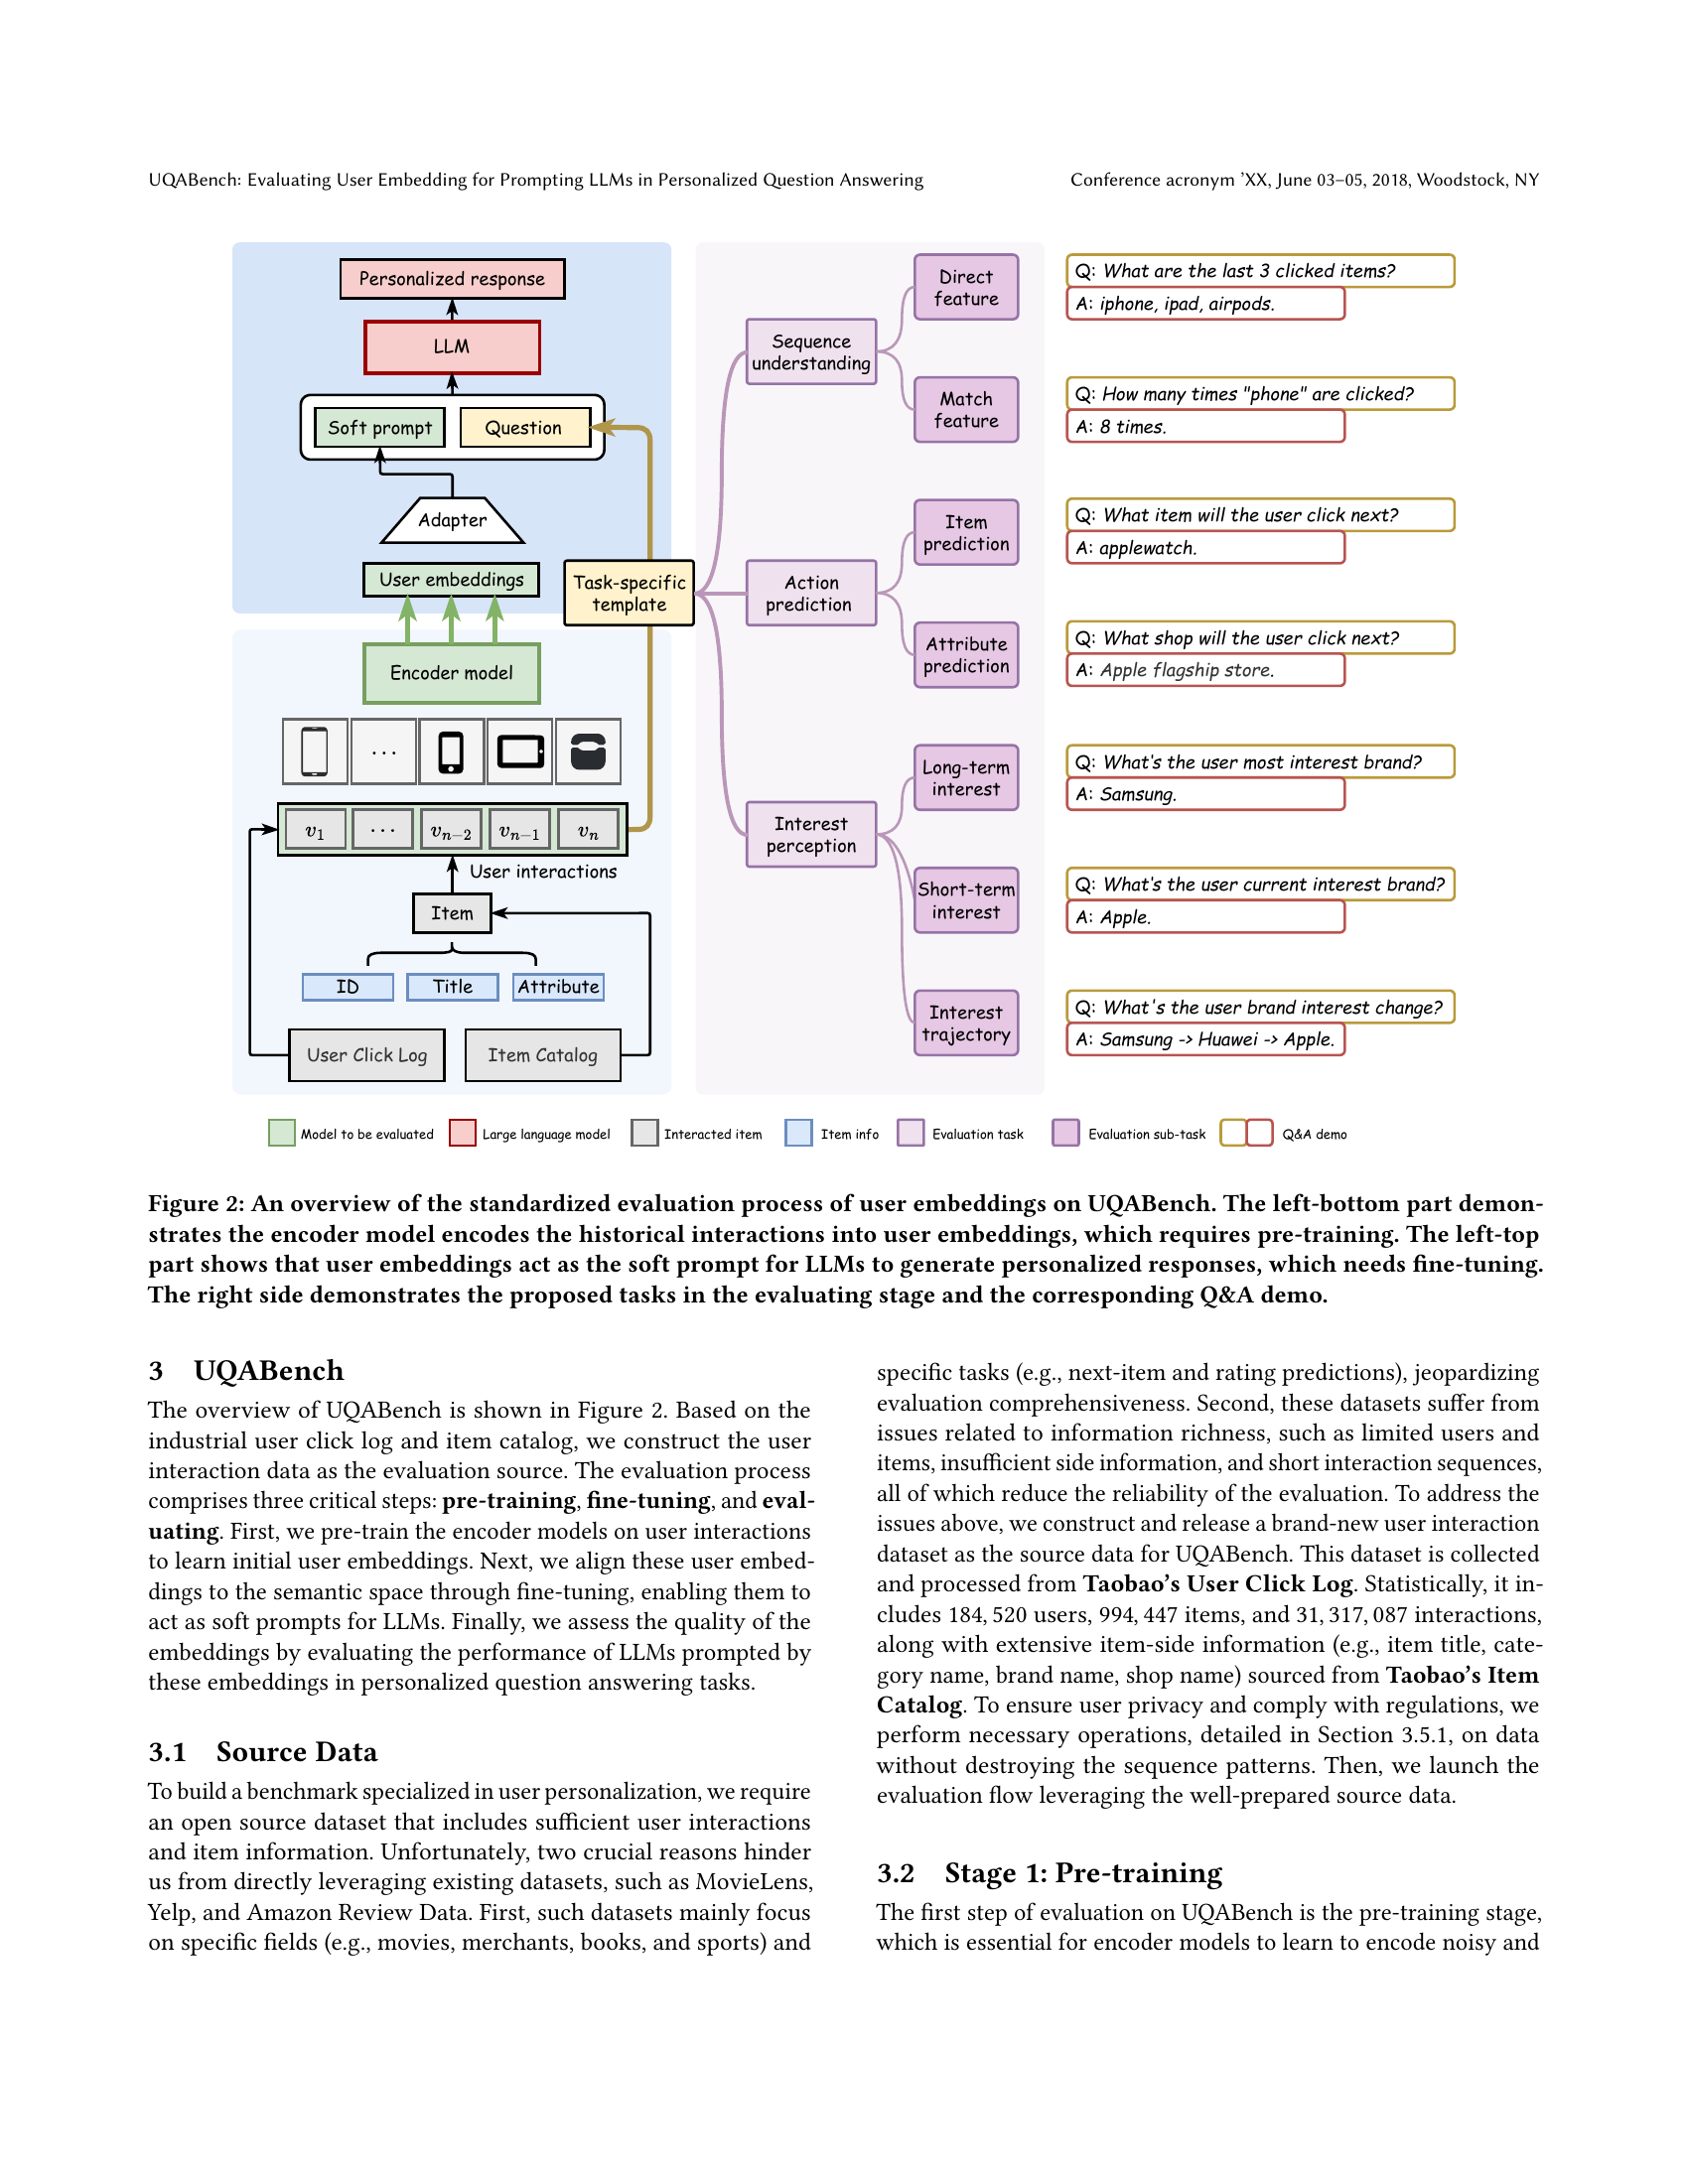 UQABench: Evaluating User Embedding for Prompting LLMs in Personalized Question Answering
Conference acronym ’XX, June 03–05, 2018, Woodstock, NY
Personalized response
LLM
Soft prompt
Question
Adapter
User embeddings
Task-specific
template
Encoder model
...
v1
...
vn−2
vn−1
vn
User interactions
Item
ID
Title
Attribute
User Click Log
Item Catalog
Sequence
understanding
Direct
feature
Match
feature
Action
prediction
Item
prediction
Attribute
prediction
Interest
perception
Long-term
interest
Short-term
interest
Interest
trajectory
Q: What are the last 3 clicked items?
A: iphone, ipad, airpods.
Q: How many times "phone" are clicked?
A: 8 times.
Q: What item will the user click next?
A: applewatch.
Q: What shop will the user click next?
A: Apple flagship store.
Q: What's the user most interest brand?
A: Samsung.
Q: What's the user current interest brand?
A: Apple.
Q: What's the user brand interest change?
A: Samsung -> Huawei -> Apple.
Model to be evaluated
Large language model
Interacted item
Item info
Evaluation task
Evaluation sub-task
Q&A demo
Figure 2: An overview of the standardized evaluation process of user embeddings on UQABench. The left-bottom part demon-
strates the encoder model encodes the historical interactions into user embeddings, which requires pre-training. The left-top
part shows that user embeddings act as the soft prompt for LLMs to generate personalized responses, which needs fine-tuning.
The right side demonstrates the proposed tasks in the evaluating stage and the corresponding Q&A demo.
3 UQABench
The overview of UQABench is shown in Figure 2. Based on the
industrial user click log and item catalog, we construct the user
interaction data as the evaluation source. The evaluation process
comprises three critical steps: pre-training, fine-tuning, and eval-
uating. First, we pre-train the encoder models on user interactions
to learn initial user embeddings. Next, we align these user embed-
dings to the semantic space through fine-tuning, enabling them to
act as soft prompts for LLMs. Finally, we assess the quality of the
embeddings by evaluating the performance of LLMs prompted by
these embeddings in personalized question answering tasks.
3.1 Source Data
To build a benchmark specialized in user personalization, we require
an open source dataset that includes sufficient user interactions
and item information. Unfortunately, two crucial reasons hinder
us from directly leveraging existing datasets, such as MovieLens,
Yelp, and Amazon Review Data. First, such datasets mainly focus
on specific fields (e.g., movies, merchants, books, and sports) and
specific tasks (e.g., next-item and rating predictions), jeopardizing
evaluation comprehensiveness. Second, these datasets suffer from
issues related to information richness, such as limited users and
items, insufficient side information, and short interaction sequences,
all of which reduce the reliability of the evaluation. To address the
issues above, we construct and release a brand-new user interaction
dataset as the source data for UQABench. This dataset is collected
and processed from Taobao’s User Click Log. Statistically, it in-
cludes 184, 520 users, 994, 447 items, and 31, 317, 087 interactions,
along with extensive item-side information (e.g., item title, cate-
gory name, brand name, shop name) sourced from Taobao’s Item
Catalog. To ensure user privacy and comply with regulations, we
perform necessary operations, detailed in Section 3.5.1, on data
without destroying the sequence patterns. Then, we launch the
evaluation flow leveraging the well-prepared source data.
3.2 Stage 1: Pre-training
The first step of evaluation on UQABench is the pre-training stage,
which is essential for encoder models to learn to encode noisy and